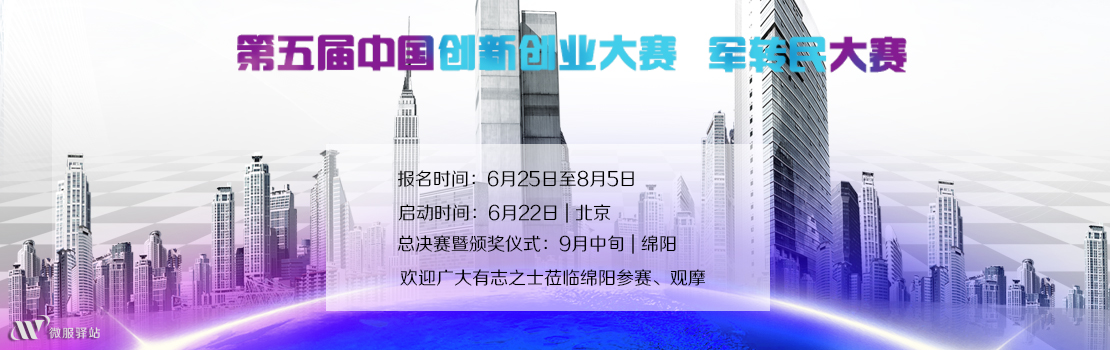 第五届中国创新创业大赛 军转民大赛
报名时间：6月25日至8月5日
启动时间：6月22日 | 北京
总决赛暨颁奖仪式：9月中旬 | 绵阳
欢迎广大有志之士莅临绵阳参赛、观摩
微服驿站